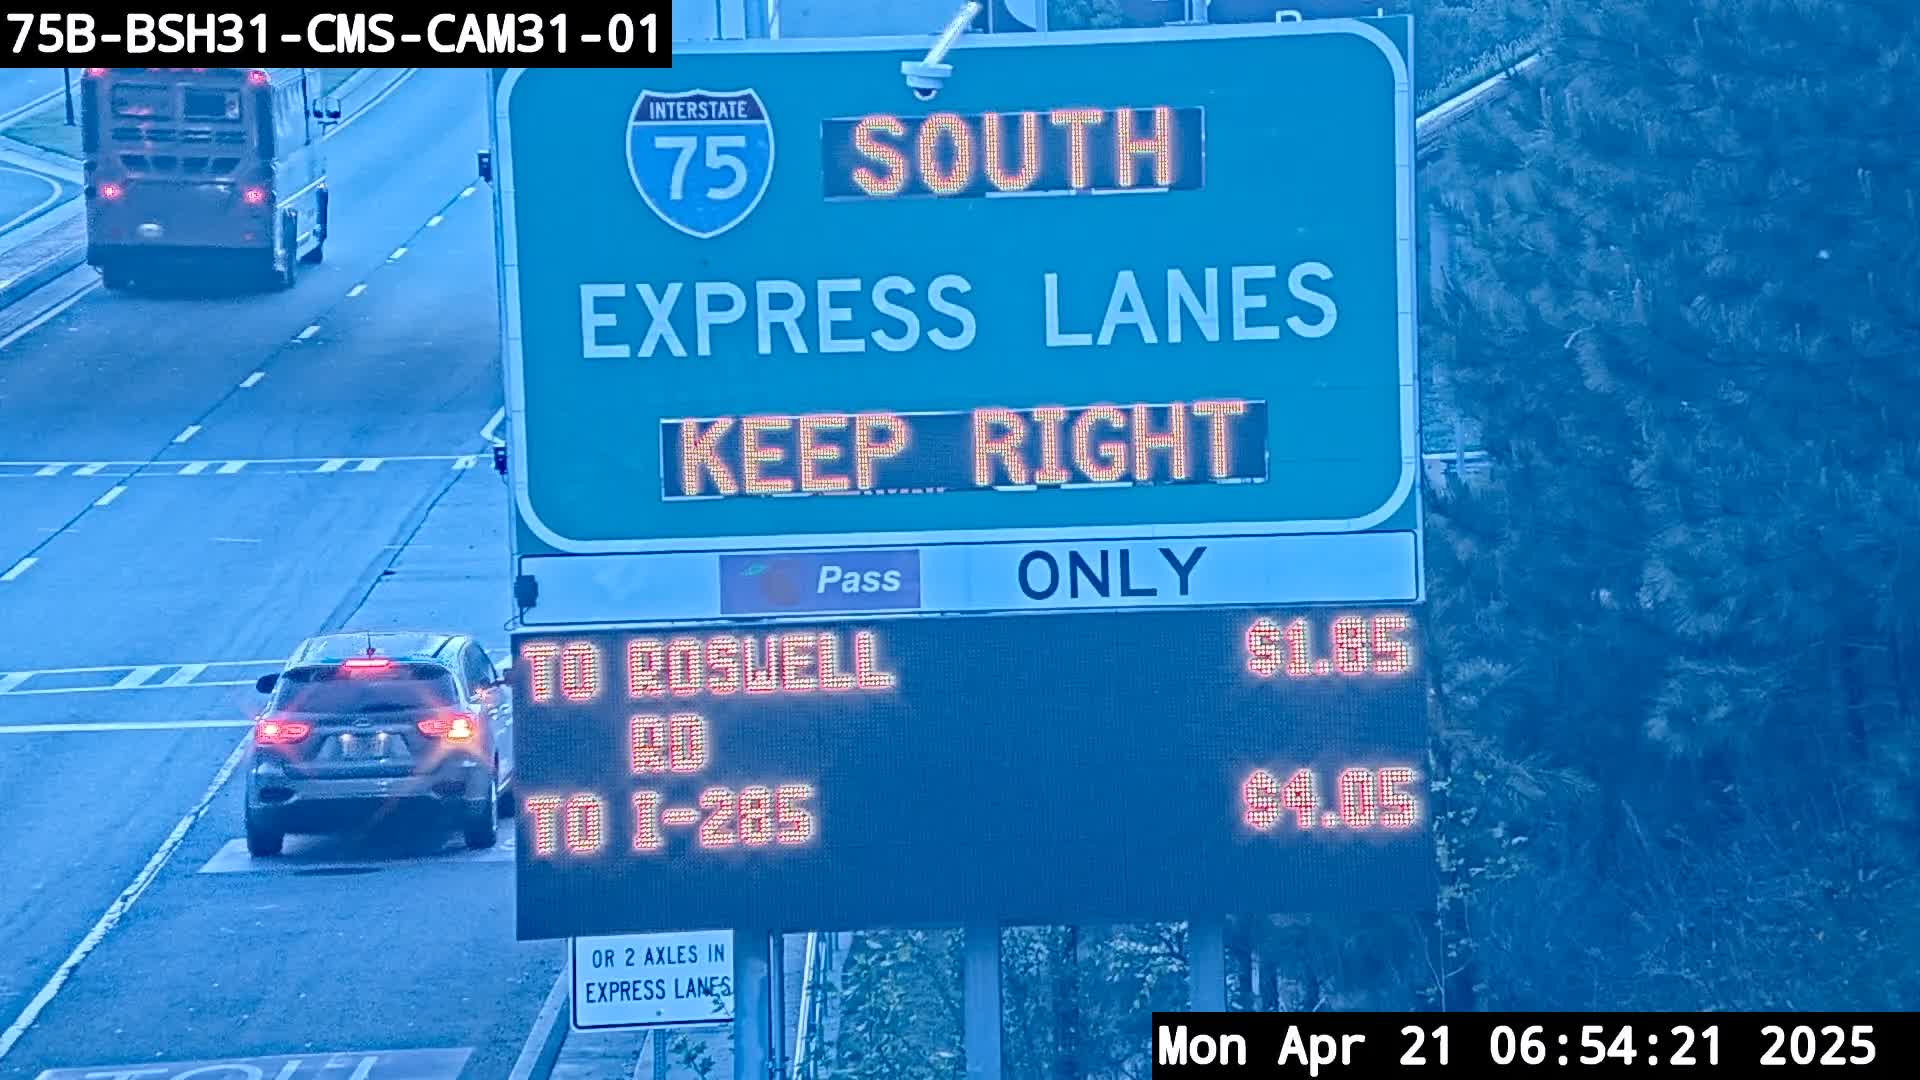 75B-BSH31-CMS-CAM31-01
INTERSTATE
75
SOUTH
EXPRESS LANES
KEEP RIGHT
Pass ONLY
TO ROSWELL $1.85
RD
TO I-285 $4.05
OR 2 AXLES IN
EXPRESS LANES
Mon Apr 21 06:54:21 2025